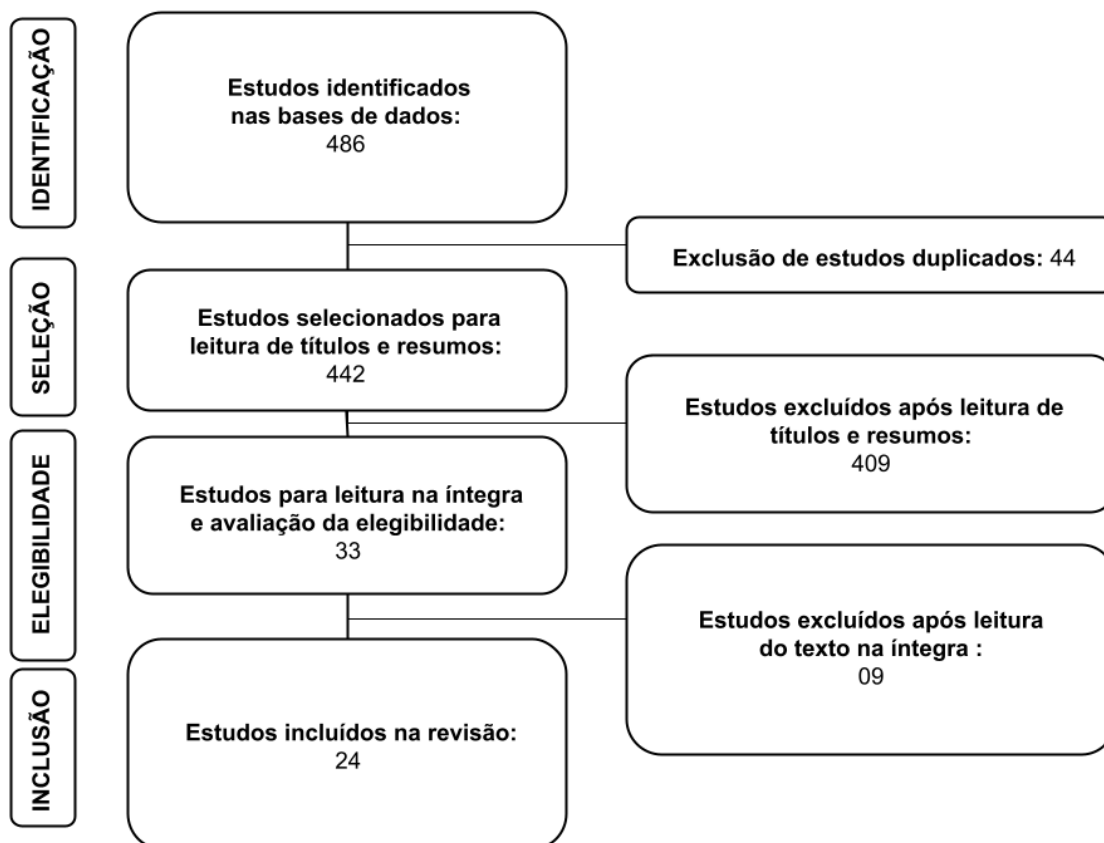 IDENTIFICAÇÃO
Estudos identificados
nas bases de dados:
486
Exclusão de estudos duplicados: 44
SELEÇÃO
Estudos selecionados para
leitura de títulos e resumos:
442
Estudos excluídos após leitura de
títulos e resumos:
409
ELEGIBILIDADE
Estudos para leitura na íntegra
e avaliação da elegibilidade:
33
Estudos excluídos após leitura
do texto na íntegra :
09
INCLUSÃO
Estudos incluídos na revisão:
24